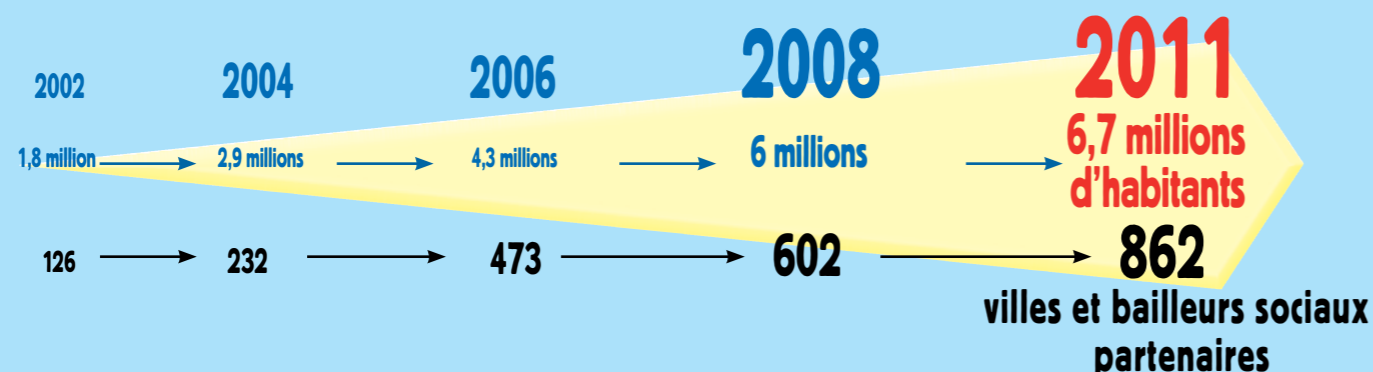 2002 2004 2006 2008 2011
1,8 million 2,9 millions 4,3 millions 6 millions 6,7 millions
d'habitants
126 232 473 602 862
villes et bailleurs sociaux
partenaires